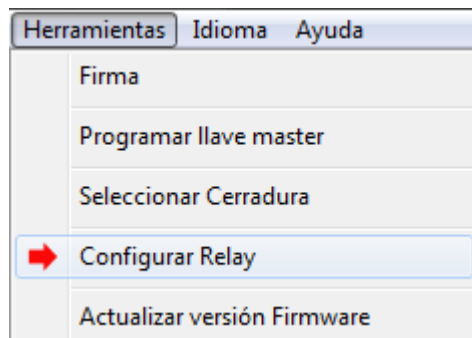 Herramientas Idioma Ayuda
Firma
Programar llave master
Seleccionar Cerradura
Configurar Relay
Actualizar versión Firmware